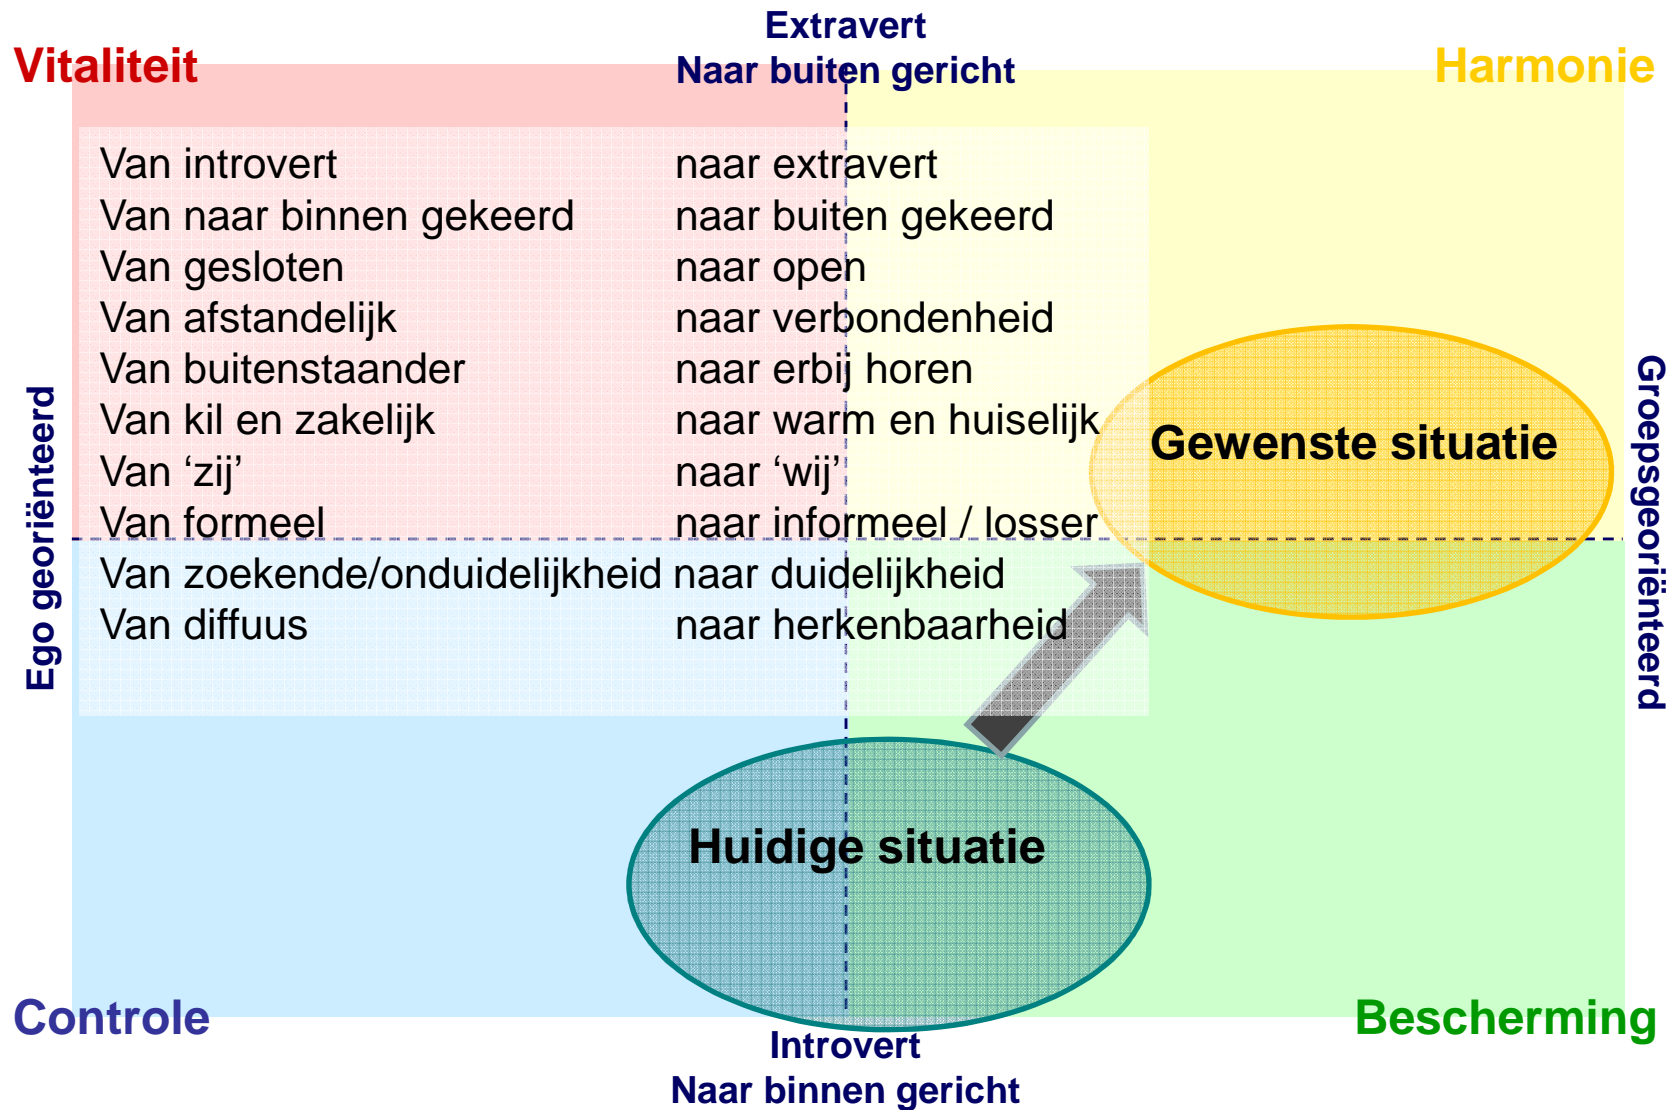 Extravert
Naar buiten gericht
Vitaliteit
Harmonie
Van introvert naar extravert
Van naar binnen gekeerd naar buiten gekeerd
Van gesloten naar open
Van afstandelijk naar verbondenheid
Van buitenstaander naar erbij horen
Van kil en zakelijk naar warm en huiselijk
Van ‘zij’ naar ‘wij’
Van formeel naar informeel / losser
Van zoekende/onduidelijkheid naar duidelijkheid
Van diffuus naar herkenbaarheid
Ego georiënteerd
Groepsgeoriënteerd
Gewenste situatie
Huidige situatie
Controle
Bescherming
Introvert
Naar binnen gericht